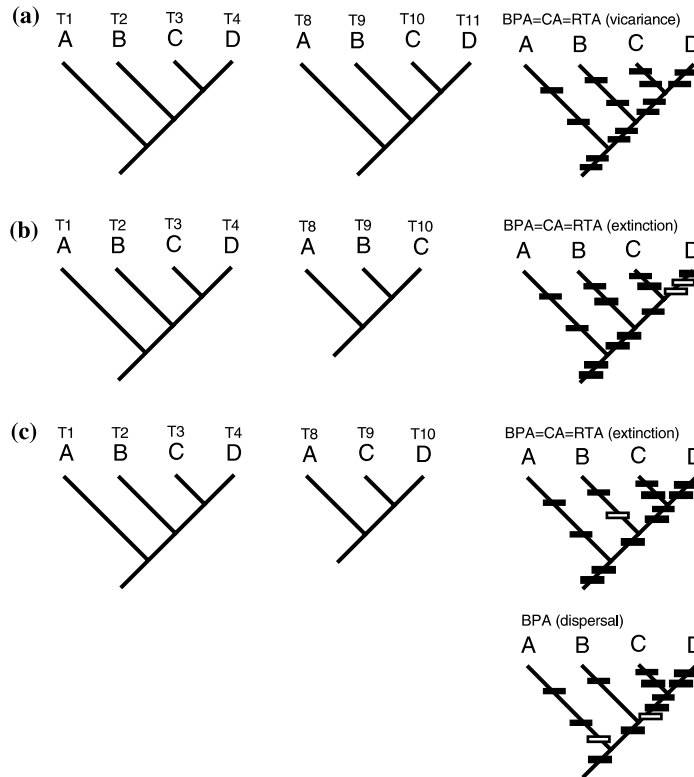 (a) T1 T2 T3 T4 T8 T9 T10 T11 BPA=CA=RTA (vicariance)
A B C D A B C D A B C D
(b) T1 T2 T3 T4 T8 T9 T10 BPA=CA=RTA (extinction)
A B C D A B C A B C D
(c) T1 T2 T3 T4 T8 T9 T10 BPA=CA=RTA (extinction)
A B C D A C D A B C D
BPA (dispersal)
A B C D